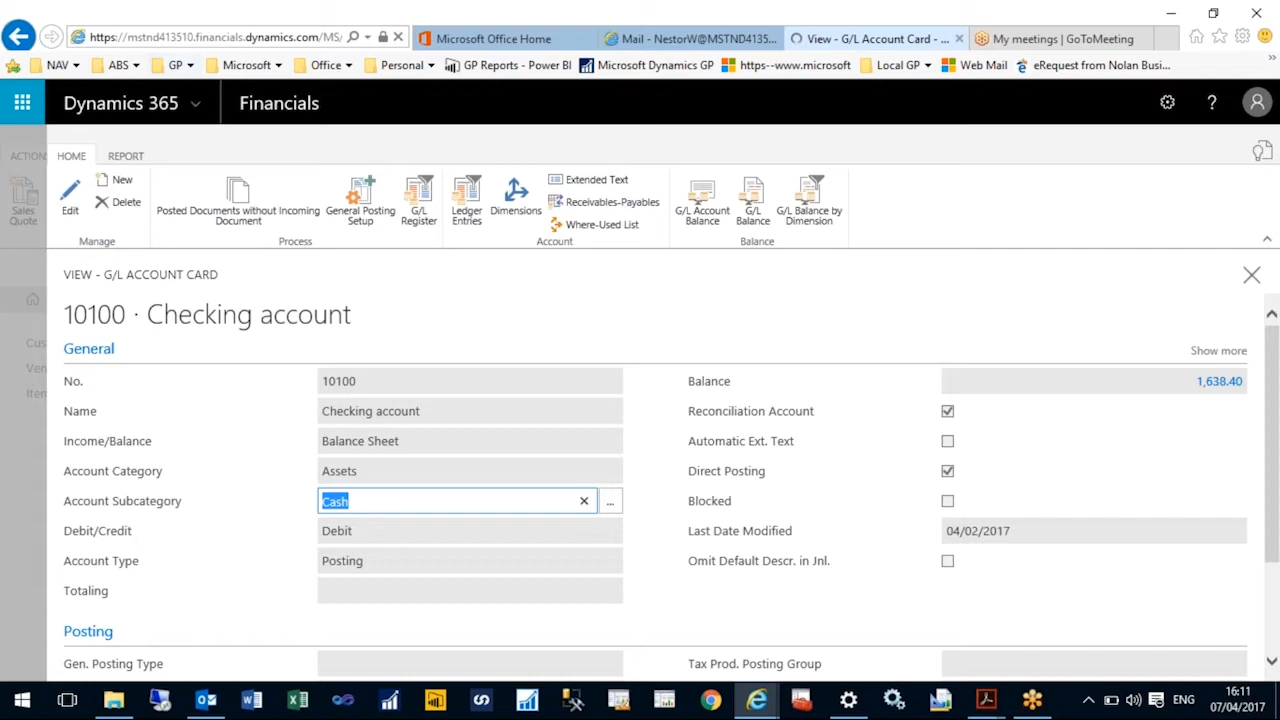 https://mstnd413510.financials.dynamics.com/MS/
Microsoft Office Home
Mail - NestorW@MSTND4135...
View - G/L Account Card - ...
My meetings | GoToMeeting
NAV
ABS
GP
Microsoft
Office
Personal
GP Reports - Power BI
Microsoft Dynamics GP
https--www.microsoft
Local GP
Web Mail
eRequest from Nolan Busi...
Dynamics 365
Financials
?
ACTION
HOME
REPORT
Sales Quote
Edit
New
Delete
Manage
Posted Documents without Incoming Document
General Posting Setup
G/L Register
Process
Ledger Entries
Dimensions
Extended Text
Receivables-Payables
Where-Used List
Account
G/L Account Balance
G/L Balance
G/L Balance by Dimension
Balance
VIEW - G/L ACCOUNT CARD
10100 · Checking account
General
Show more
Cus
Ven
Iten
No.
10100
Balance
1,638.40
Name
Checking account
Reconciliation Account
Income/Balance
Balance Sheet
Automatic Ext. Text
Account Category
Assets
Direct Posting
Account Subcategory
Cash
...
Blocked
Debit/Credit
Debit
Last Date Modified
04/02/2017
Account Type
Posting
Omit Default Descr. in Jnl.
Totaling
Posting
Gen. Posting Type
Tax Prod. Posting Group
ENG
16:11
07/04/2017